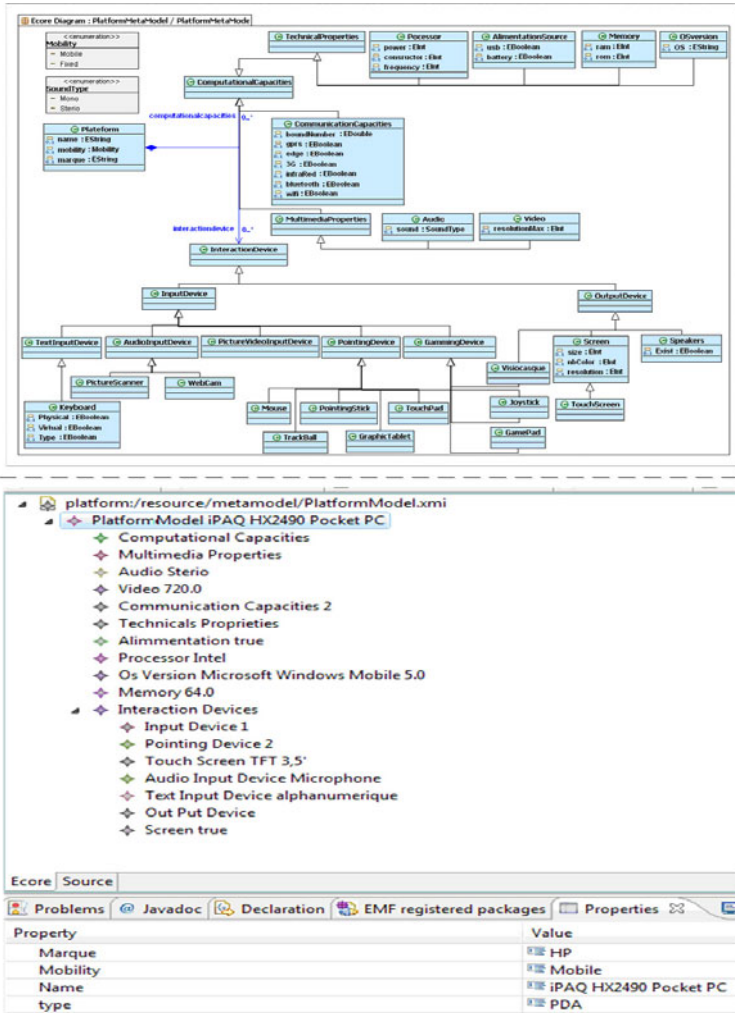 Ecore Diagram : PlatformMetaModel / PlatformMetaMode
<<enumeration>>
Mobility
– Mobile
– Fixed
<<enumeration>>
SoundType
– Mono
– Sterio
TechnicalProperties
Pocessor
power : EInt
constructor : EInt
frequency : EInt
AlimentationSource
usb : EBoolean
battery : EBoolean
Memory
ram : EInt
rom : EInt
OSversion
OS : EString
ComputationalCapacities
computationalcapacities 0..*
Plateform
name : EString
mobility : Mobility
marque : EString
CommunicationCapacities
boundNumber : EDouble
gprs : EBoolean
edge : EBoolean
3G : EBoolean
infraRed : EBoolean
bluetooth : EBoolean
wifi : EBoolean
MultimediaProperties
Audio
sound : SoundType
Video
resolutionMax : EInt
interactiondevice 0..*
InteractionDevice
InputDevice
OutputDevice
TextInputDevice
AudioInputDevice
PictureVideoInputDevice
PointingDevice
GammingDevice
Screen
size : EInt
nbColor : EInt
resolution : EInt
Speakers
Exist : EBoolean
Visiocasque
PictureScanner
WebCam
Keyboard
Physical : EBoolean
Virtual : EBoolean
Type : EBoolean
Mouse
PointingStick
TouchPad
Joystick
TouchScreen
TrackBall
GraphicTablet
GamePad
platform:/resource/metamodel/PlatformModel.xmi
Platform Model iPAQ HX2490 Pocket PC
Computational Capacities
Multimedia Properties
Audio Sterio
Video 720.0
Communication Capacities 2
Technicals Proprieties
Alimmentation true
Processor Intel
Os Version Microsoft Windows Mobile 5.0
Memory 64.0
Interaction Devices
Input Device 1
Pointing Device 2
Touch Screen TFT 3,5'
Audio Input Device Microphone
Text Input Device alphanumerique
Out Put Device
Screen true
Ecore Source
Problems @ Javadoc Declaration EMF registered packages Properties
Property Value
Marque HP
Mobility Mobile
Name iPAQ HX2490 Pocket PC
type PDA